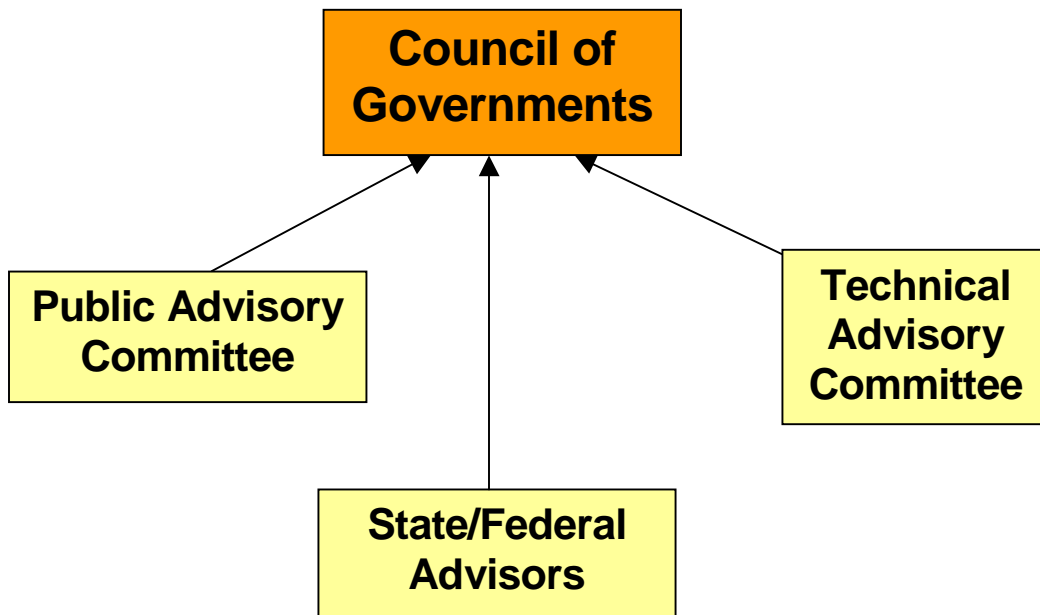 Council of
Governments
Public Advisory
Committee
Technical
Advisory
Committee
State/Federal
Advisors